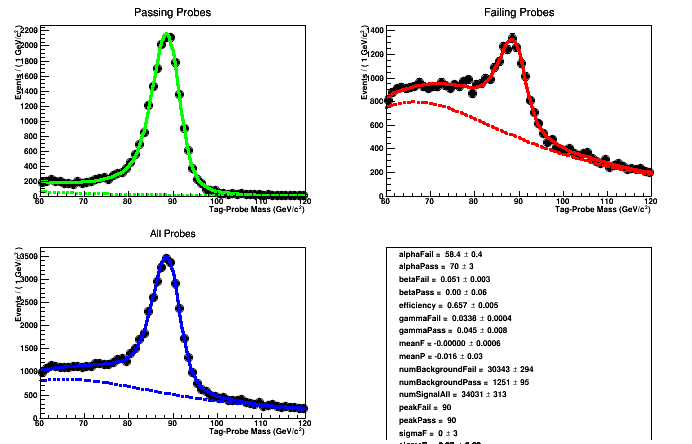 Passing Probes
Events / ( 1 GeV/c² )
2200
2000
1800
1600
1400
1200
1000
800
600
400
200
0
60 70 80 90 100 110 120
Tag-Probe Mass (GeV/c²)
Failing Probes
Events / ( 1 GeV/c² )
1400
1200
1000
800
600
400
200
0
60 70 80 90 100 110 120
Tag-Probe Mass (GeV/c²)
All Probes
Events / ( 1 GeV/c² )
3500
3000
2500
2000
1500
1000
500
0
60 70 80 90 100 110 120
Tag-Probe Mass (GeV/c²)
alphaFail = 58.4 ± 0.4
alphaPass = 70 ± 3
betaFail = 0.051 ± 0.003
betaPass = 0.00 ± 0.06
efficiency = 0.657 ± 0.005
gammaFail = 0.0338 ± 0.0004
gammaPass = 0.045 ± 0.008
meanF = -0.00000 ± 0.0006
meanP = -0.016 ± 0.03
numBackgroundFail = 30343 ± 294
numBackgroundPass = 1251 ± 95
numSignalAll = 34031 ± 313
peakFail = 90
peakPass = 90
sigmaF = 0 ± 3